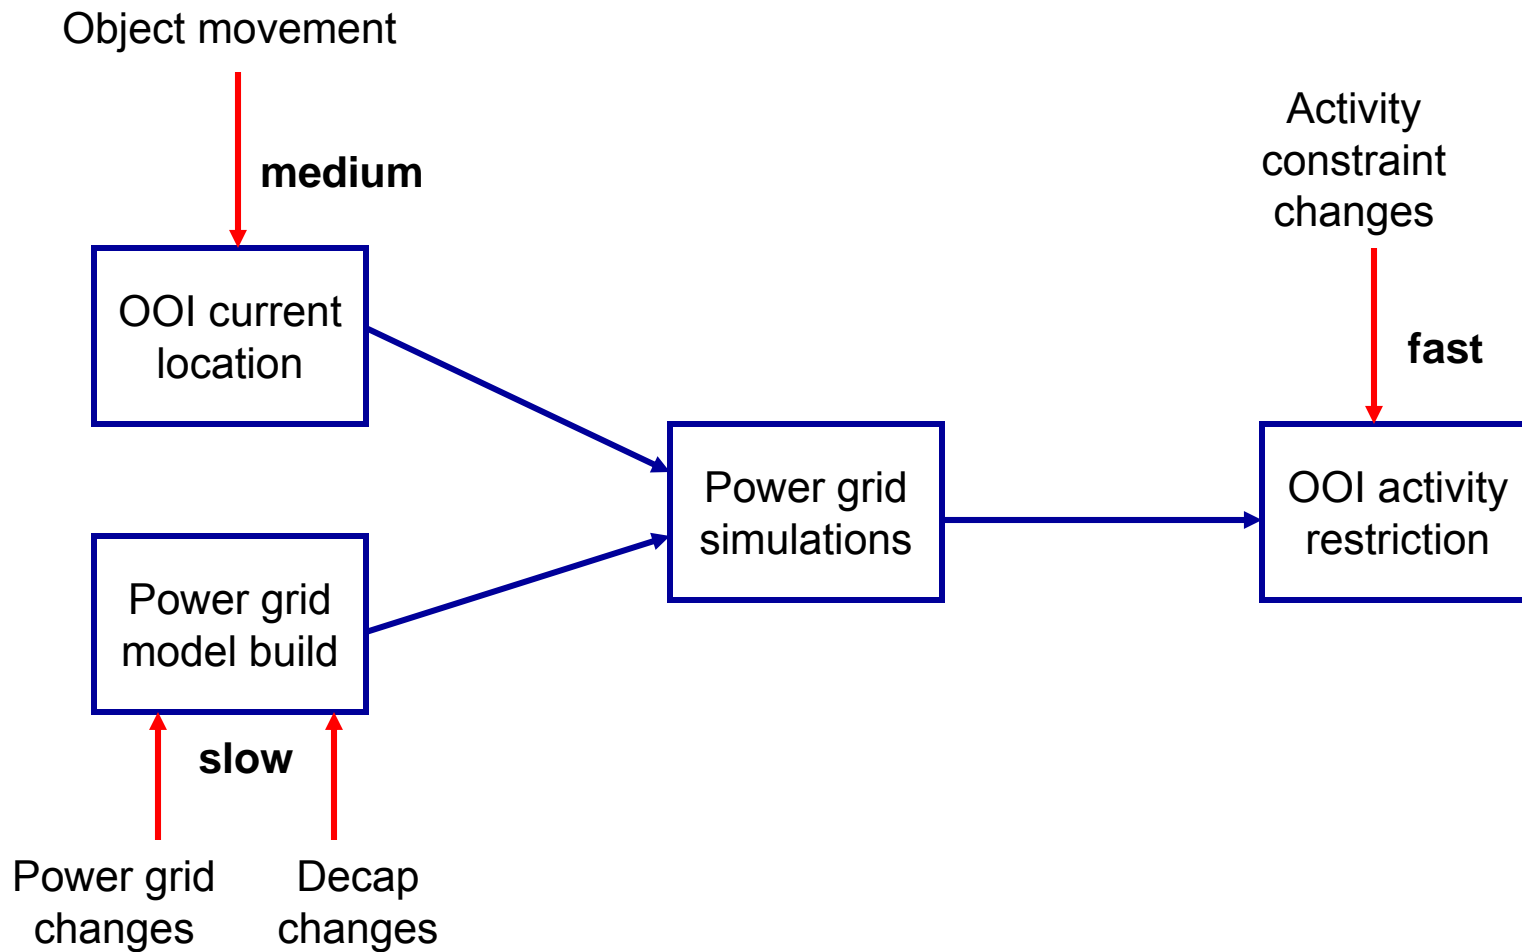 Object movement
medium
Activity
constraint
changes
OOI current
location
fast
Power grid
simulations
OOI activity
restriction
Power grid
model build
slow
Power grid
changes
Decap
changes